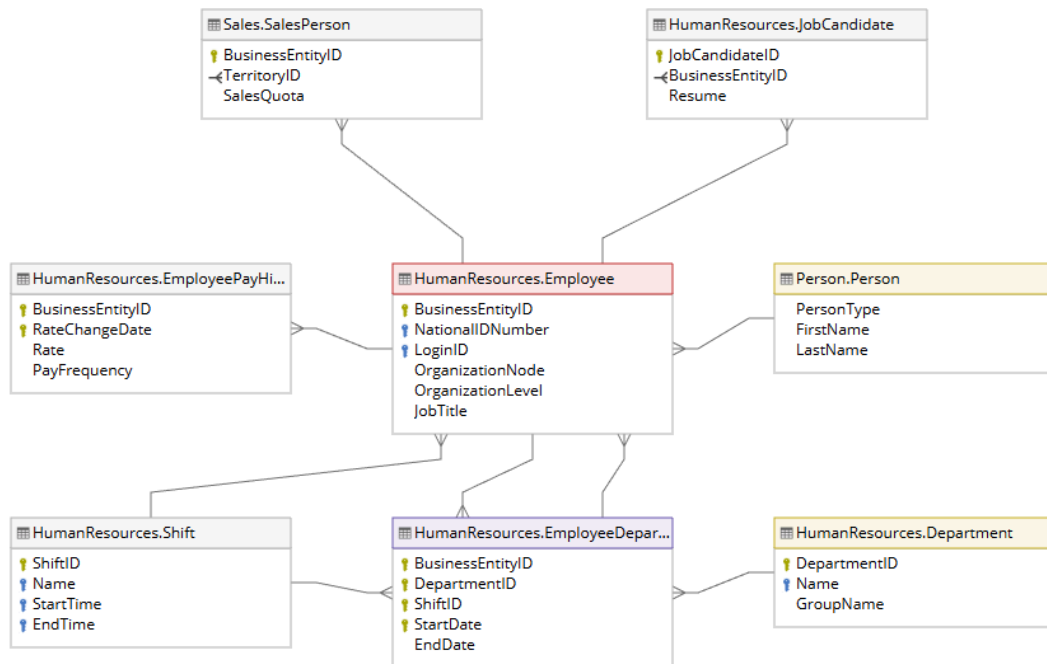 Sales.SalesPerson
BusinessEntityID
TerritoryID
SalesQuota
HumanResources.JobCandidate
JobCandidateID
BusinessEntityID
Resume
HumanResources.EmployeePayHi...
BusinessEntityID
RateChangeDate
Rate
PayFrequency
HumanResources.Employee
BusinessEntityID
NationalIDNumber
LoginID
OrganizationNode
OrganizationLevel
JobTitle
Person.Person
PersonType
FirstName
LastName
HumanResources.Shift
ShiftID
Name
StartTime
EndTime
HumanResources.EmployeeDepar...
BusinessEntityID
DepartmentID
ShiftID
StartDate
EndDate
HumanResources.Department
DepartmentID
Name
GroupName